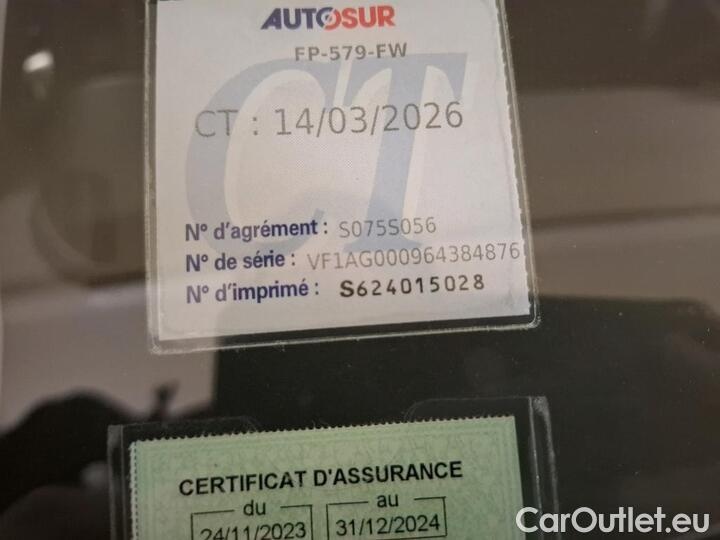 AUTOSUR
FP-579-FW
CT
CT : 14/03/2026
N° d'agrément : S075S056
N° de série : VF1AG000964384876
N° d'imprimé : S624015028
CERTIFICAT D'ASSURANCE
du au
24/11/2023 31/12/2024
CarOutlet.eu